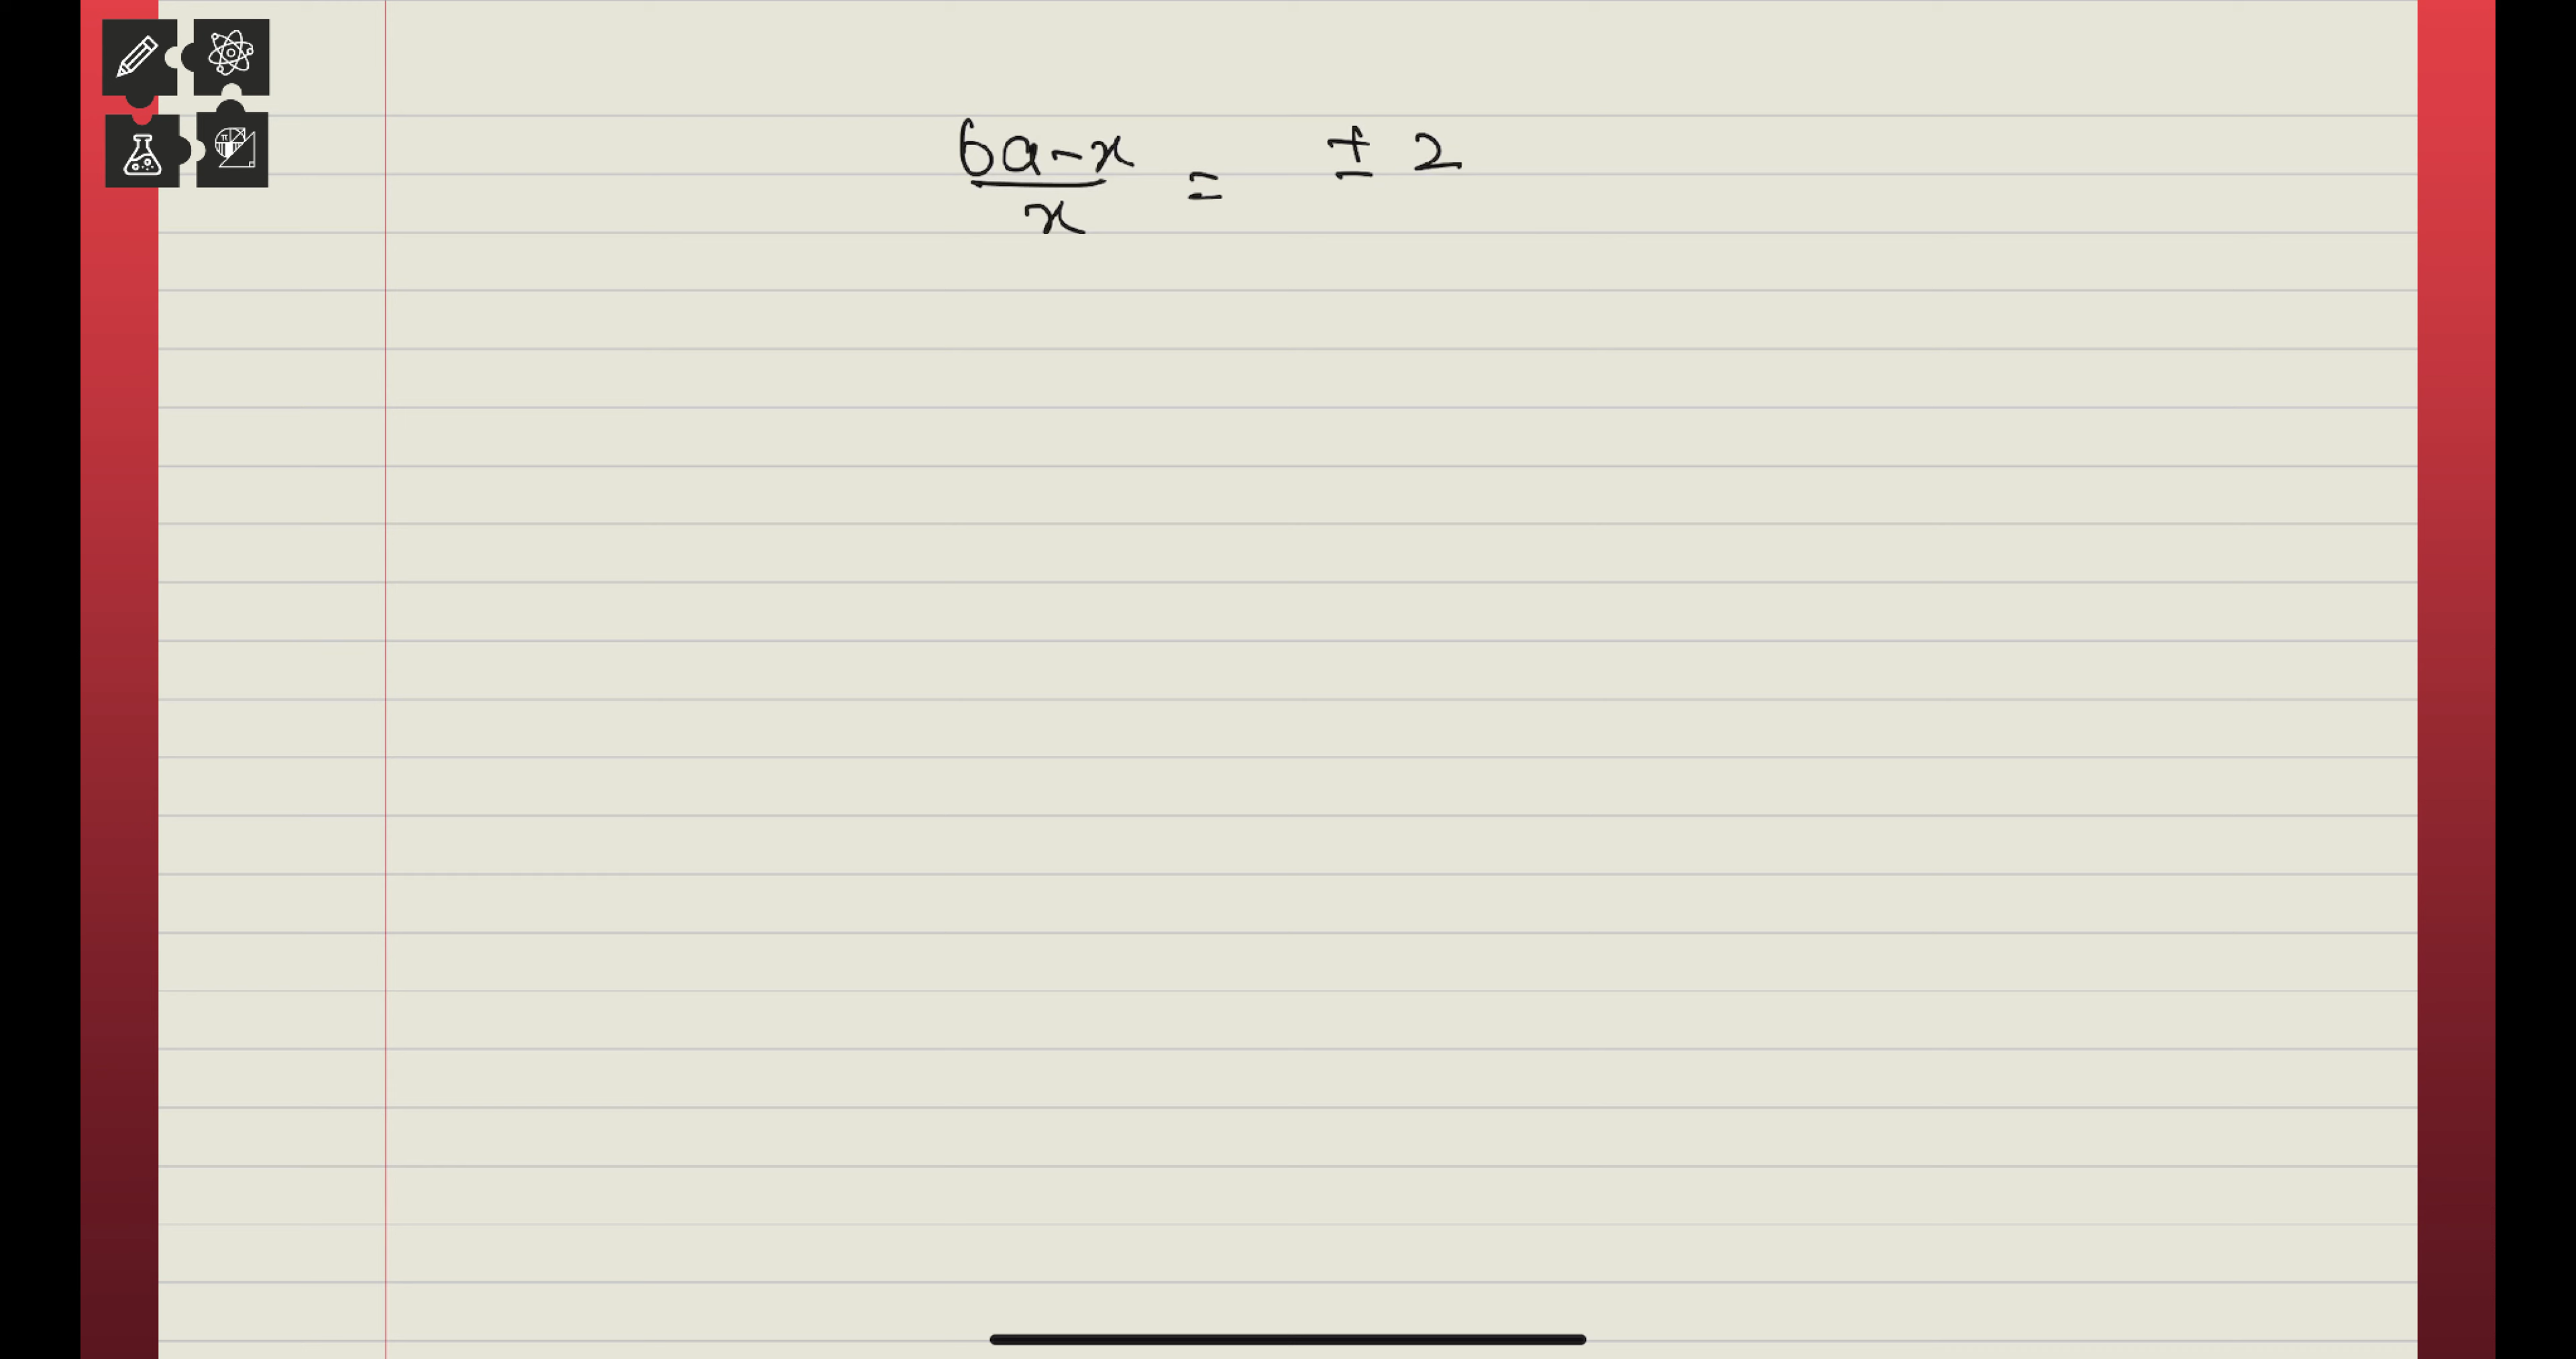 6a-x/x = ± 2